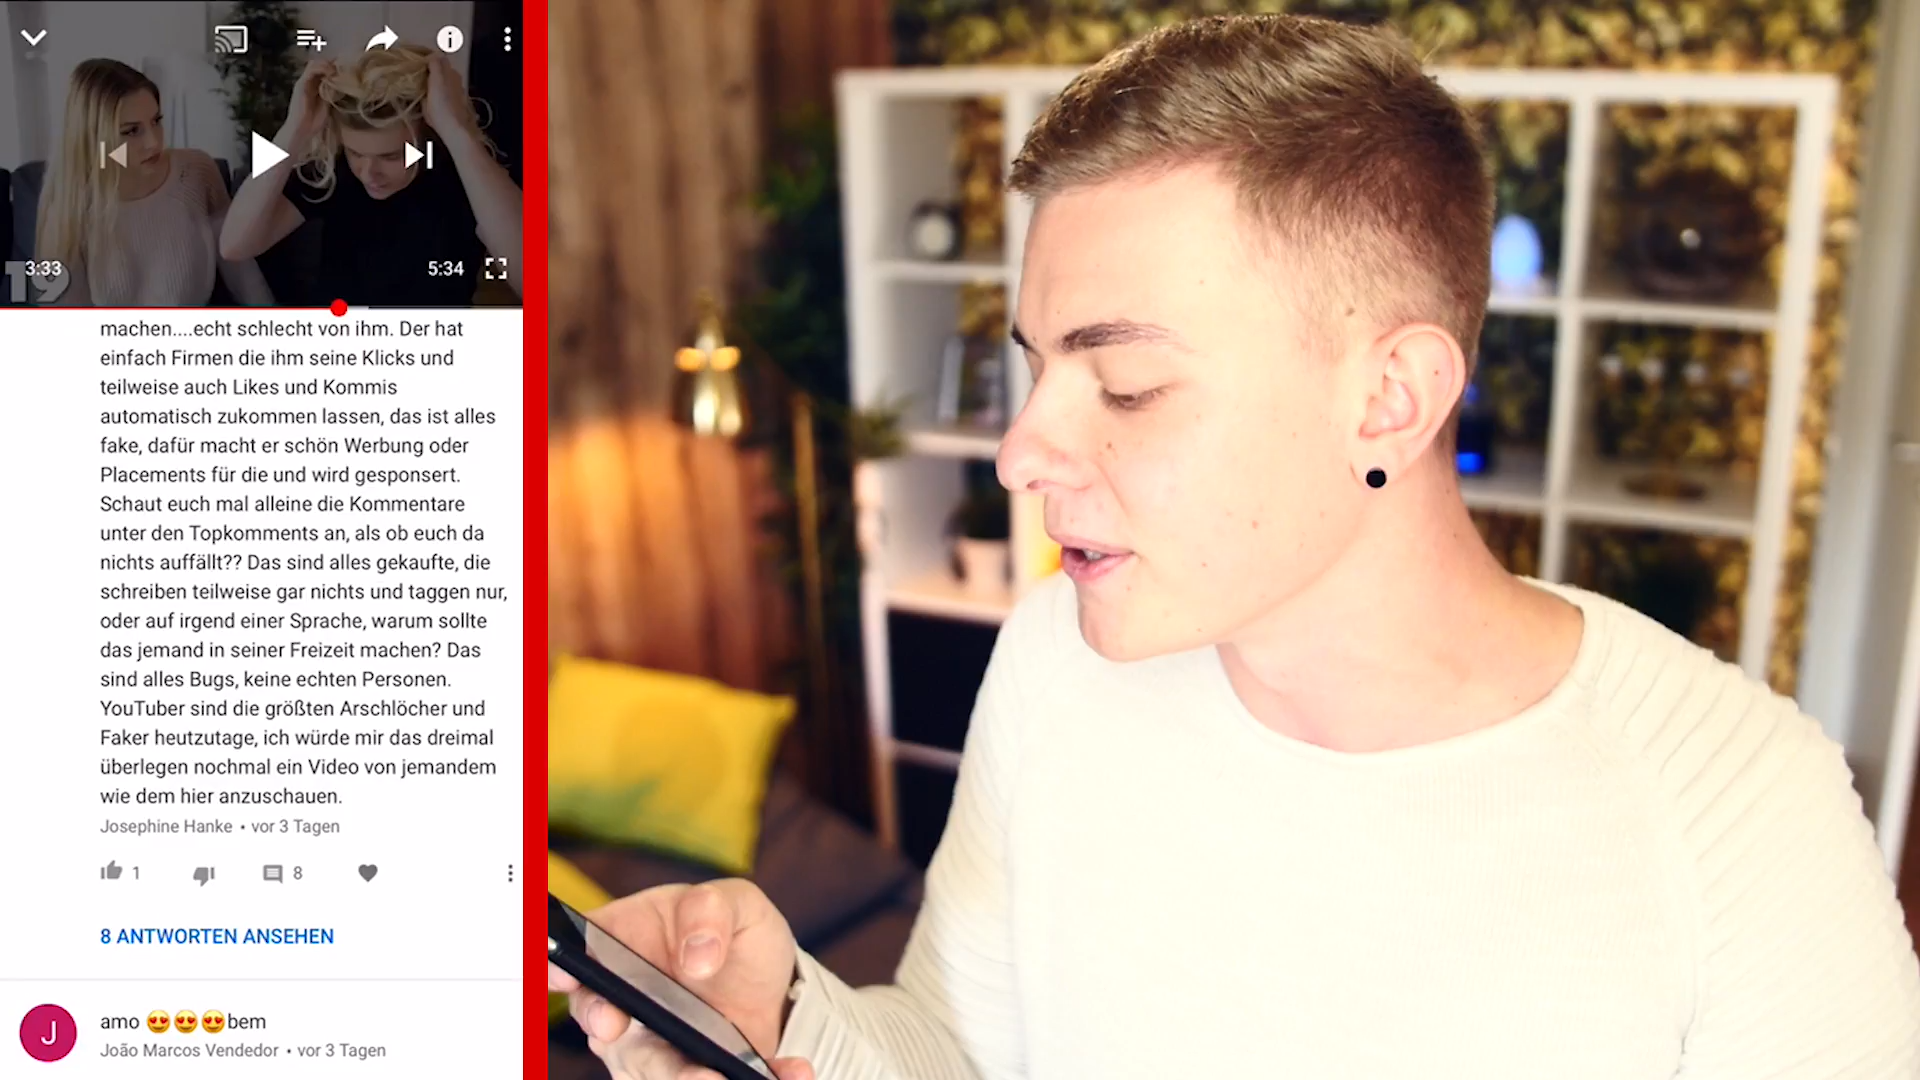 3:33
5:34
19
machen....echt schlecht von ihm. Der hat
einfach Firmen die ihm seine Klicks und
teilweise auch Likes und Kommis
automatisch zukommen lassen, das ist alles
fake, dafür macht er schön Werbung oder
Placements für die und wird gesponsert.
Schaut euch mal alleine die Kommentare
unter den Topkomments an, als ob euch da
nichts auffällt?? Das sind alles gekaufte, die
schreiben teilweise gar nichts und taggen nur,
oder auf irgend einer Sprache, warum sollte
das jemand in seiner Freizeit machen? Das
sind alles Bugs, keine echten Personen.
YouTuber sind die größten Arschlöcher und
Faker heutzutage, ich würde mir das dreimal
überlegen nochmal ein Video von jemandem
wie dem hier anzuschauen.
Josephine Hanke • vor 3 Tagen
1
8
8 ANTWORTEN ANSEHEN
J
amo 😍😍😍bem
João Marcos Vendedor • vor 3 Tagen